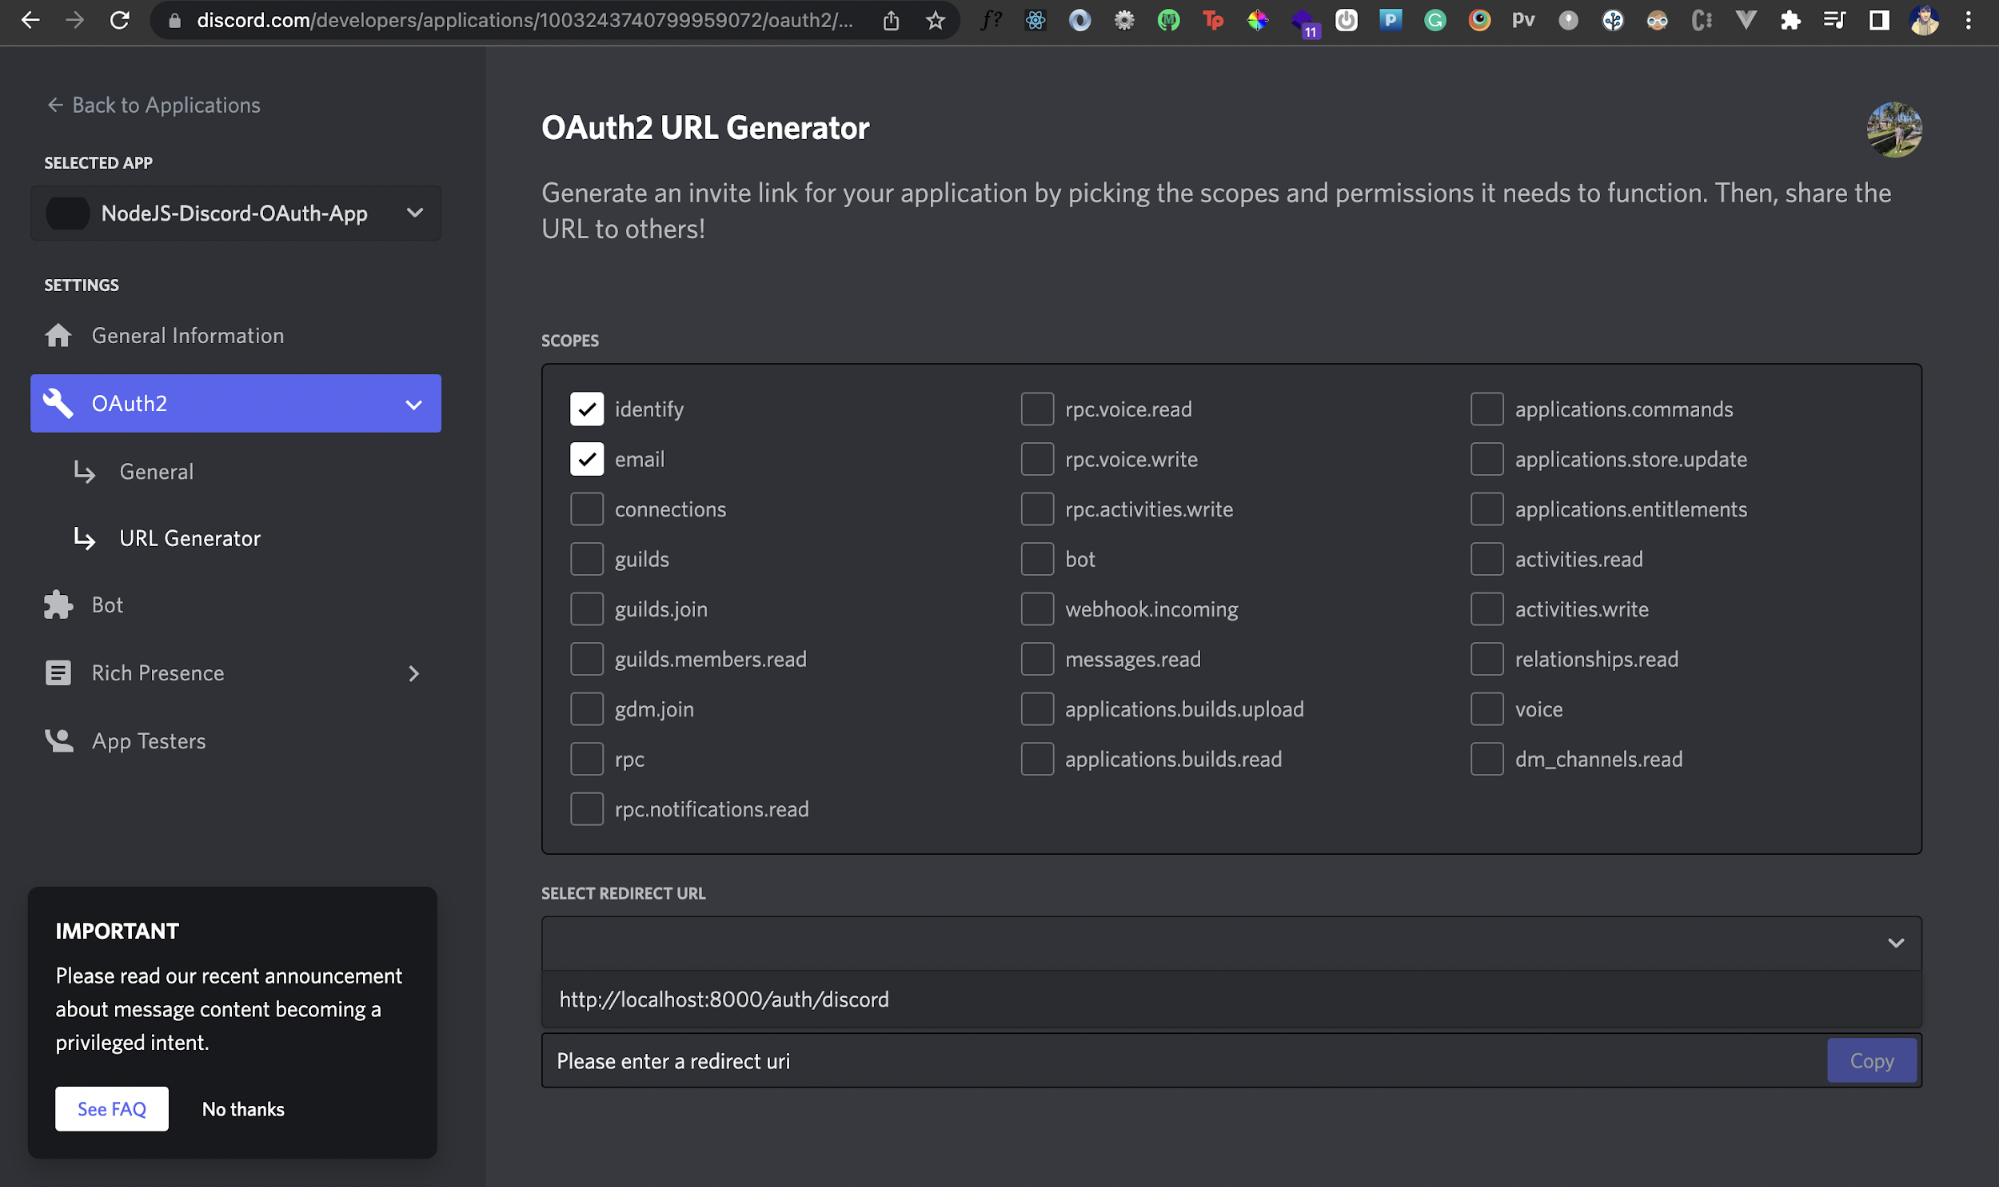 discord.com/developers/applications/1003243740799959072/oauth2/...
f?
Tp
11
P
G
Pv
C
← Back to Applications
SELECTED APP
NodeJS-Discord-OAuth-App
SETTINGS
General Information
OAuth2
General
URL Generator
Bot
Rich Presence
App Testers
IMPORTANT
Please read our recent announcement
about message content becoming a
privileged intent.
See FAQ
No thanks
OAuth2 URL Generator
Generate an invite link for your application by picking the scopes and permissions it needs to function. Then, share the
URL to others!
SCOPES
identify
email
connections
guilds
guilds.join
guilds.members.read
gdm.join
rpc
rpc.notifications.read
rpc.voice.read
rpc.voice.write
rpc.activities.write
bot
webhook.incoming
messages.read
applications.builds.upload
applications.builds.read
applications.commands
applications.store.update
applications.entitlements
activities.read
activities.write
relationships.read
voice
dm_channels.read
SELECT REDIRECT URL
http://localhost:8000/auth/discord
Please enter a redirect uri
Copy